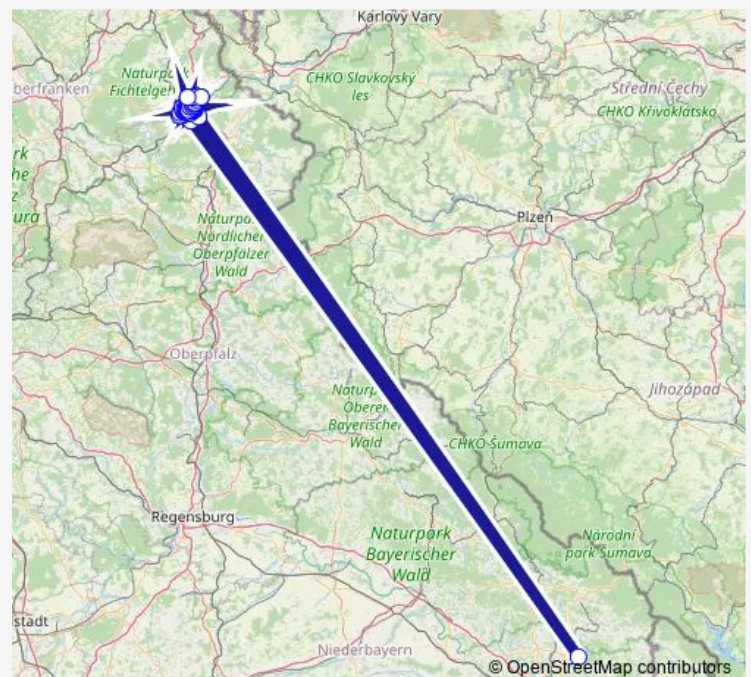 Karlovy Vary
Naturpark
Fichtelgeb
CHKO Slavkovský
les
berfranken
Střední Čechy
CHKO Křivoklátsko
rk
he
z
ura
Plzeň
Naturpa
Nördlicher
Oberpfälzer
Wald
Oberpfalz
Naturp
Oberer
Bayerischer
Wald
Jihozápad
CHKO Šumava
Regensburg
Naturpark
Bayerischer
Wald
Národní
park Šumava
stadt
Niederbayern
© OpenStreetMap contributors